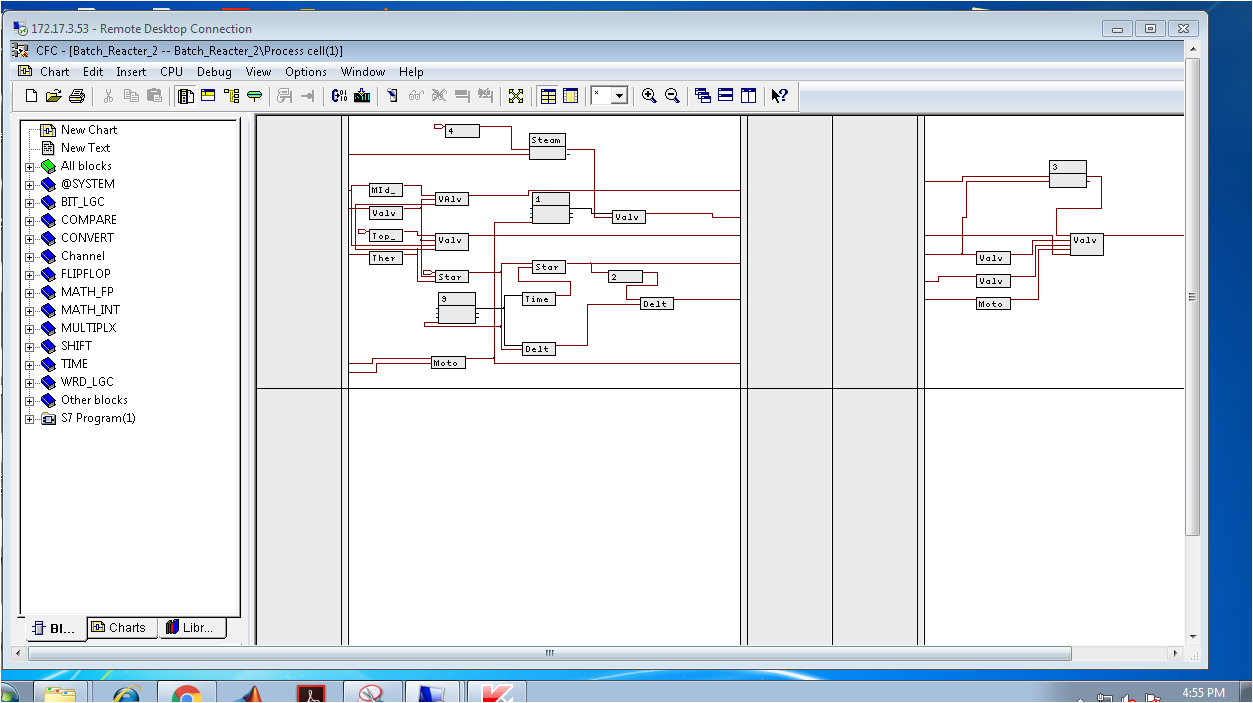 172.17.3.53 - Remote Desktop Connection
CFC - [Batch_Reacter_2 -- Batch_Reacter_2\Process cell(1)]
Chart Edit Insert CPU Debug View Options Window Help
*
New Chart
New Text
All blocks
@SYSTEM
BIT_LGC
COMPARE
CONVERT
Channel
FLIPFLOP
MATH_FP
MATH_INT
MULTIPLX
SHIFT
TIME
WRD_LGC
Other blocks
S7 Program(1)
Bl...
Charts
Libr...
4
Steam
MId_
VAlv
1
Valv
Valv
Top_
Valv
Ther
Star
Star
2
9
Time
Delt
Delt
Moto
3
Valv
Valv
Valv
Moto
4:55 PM